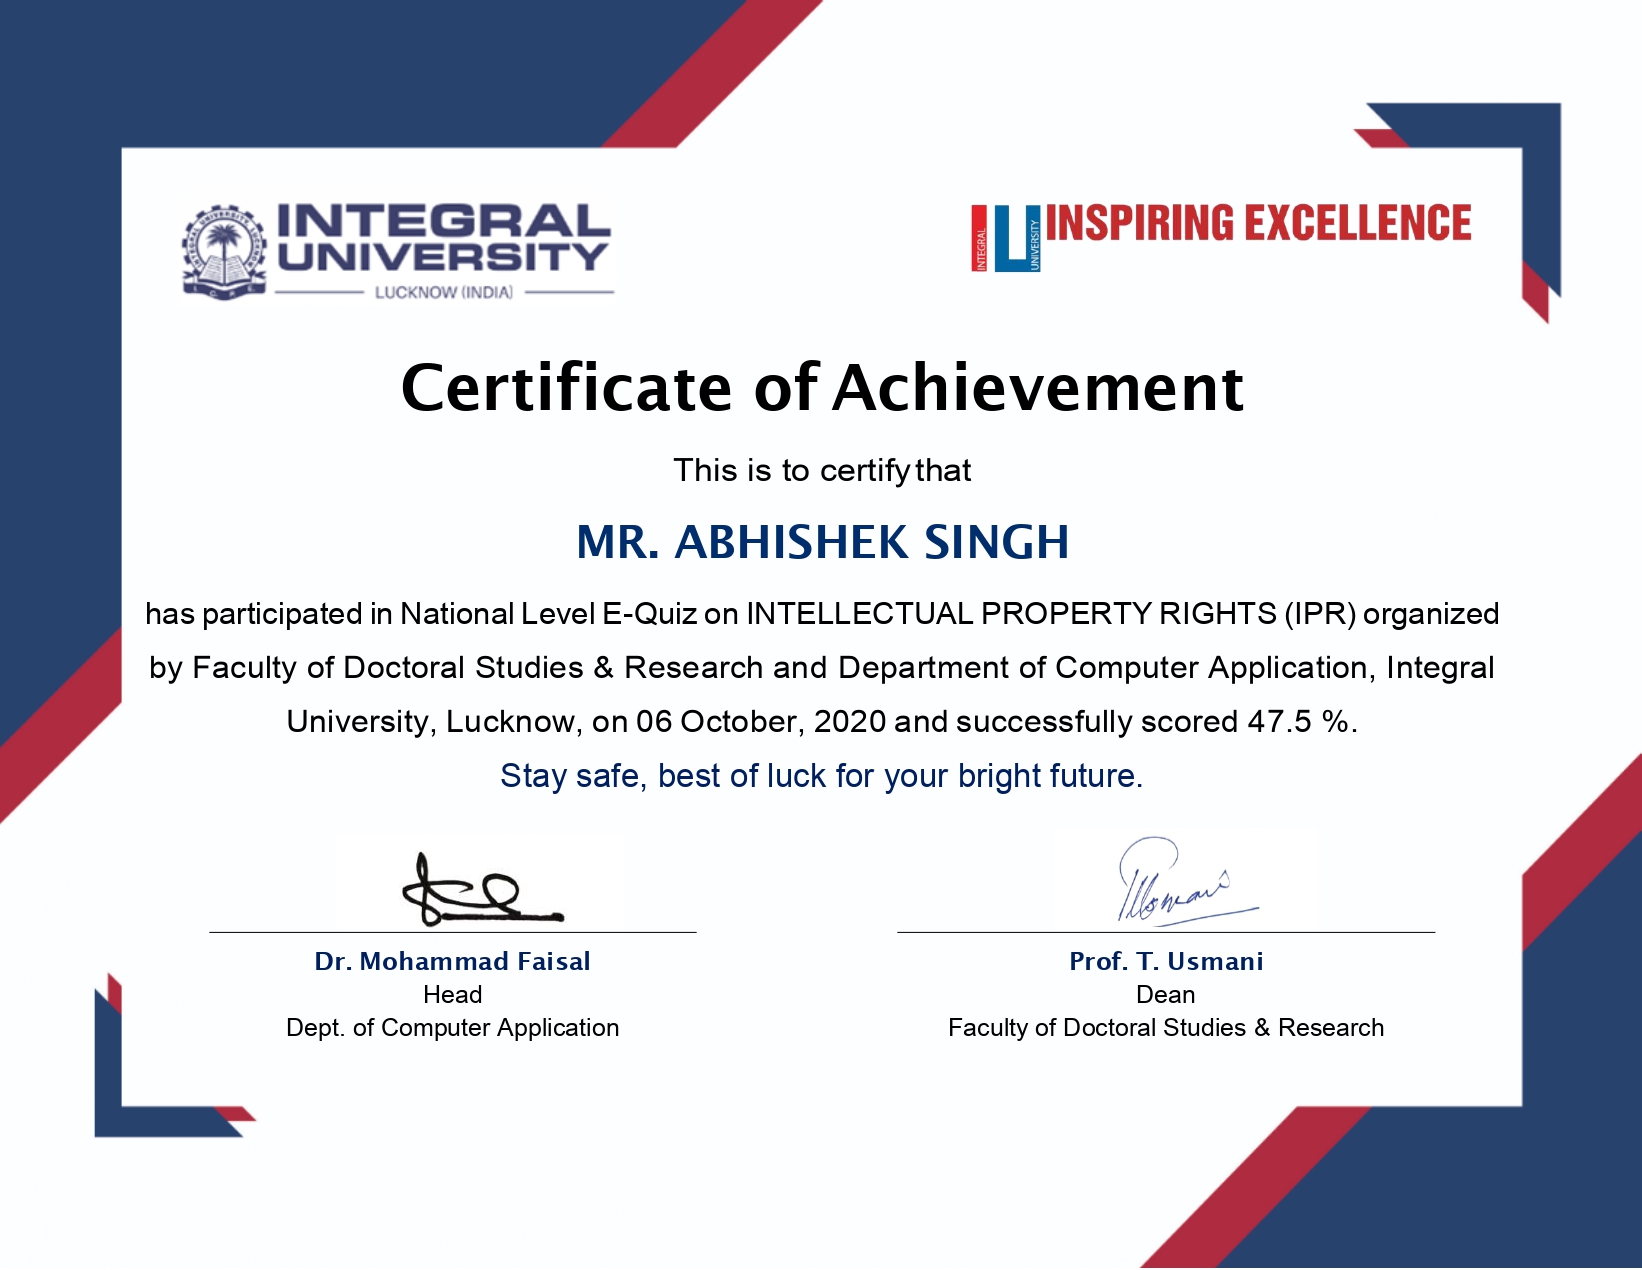 INTEGRAL
UNIVERSITY
LUCKNOW (INDIA)
INTEGRAL
UNIVERSITY
INSPIRING EXCELLENCE
Certificate of Achievement
This is to certify that
MR. ABHISHEK SINGH
has participated in National Level E-Quiz on INTELLECTUAL PROPERTY RIGHTS (IPR) organized
by Faculty of Doctoral Studies & Research and Department of Computer Application, Integral
University, Lucknow, on 06 October, 2020 and successfully scored 47.5 %.
Stay safe, best of luck for your bright future.
Dr. Mohammad Faisal
Head
Dept. of Computer Application
Prof. T. Usmani
Dean
Faculty of Doctoral Studies & Research